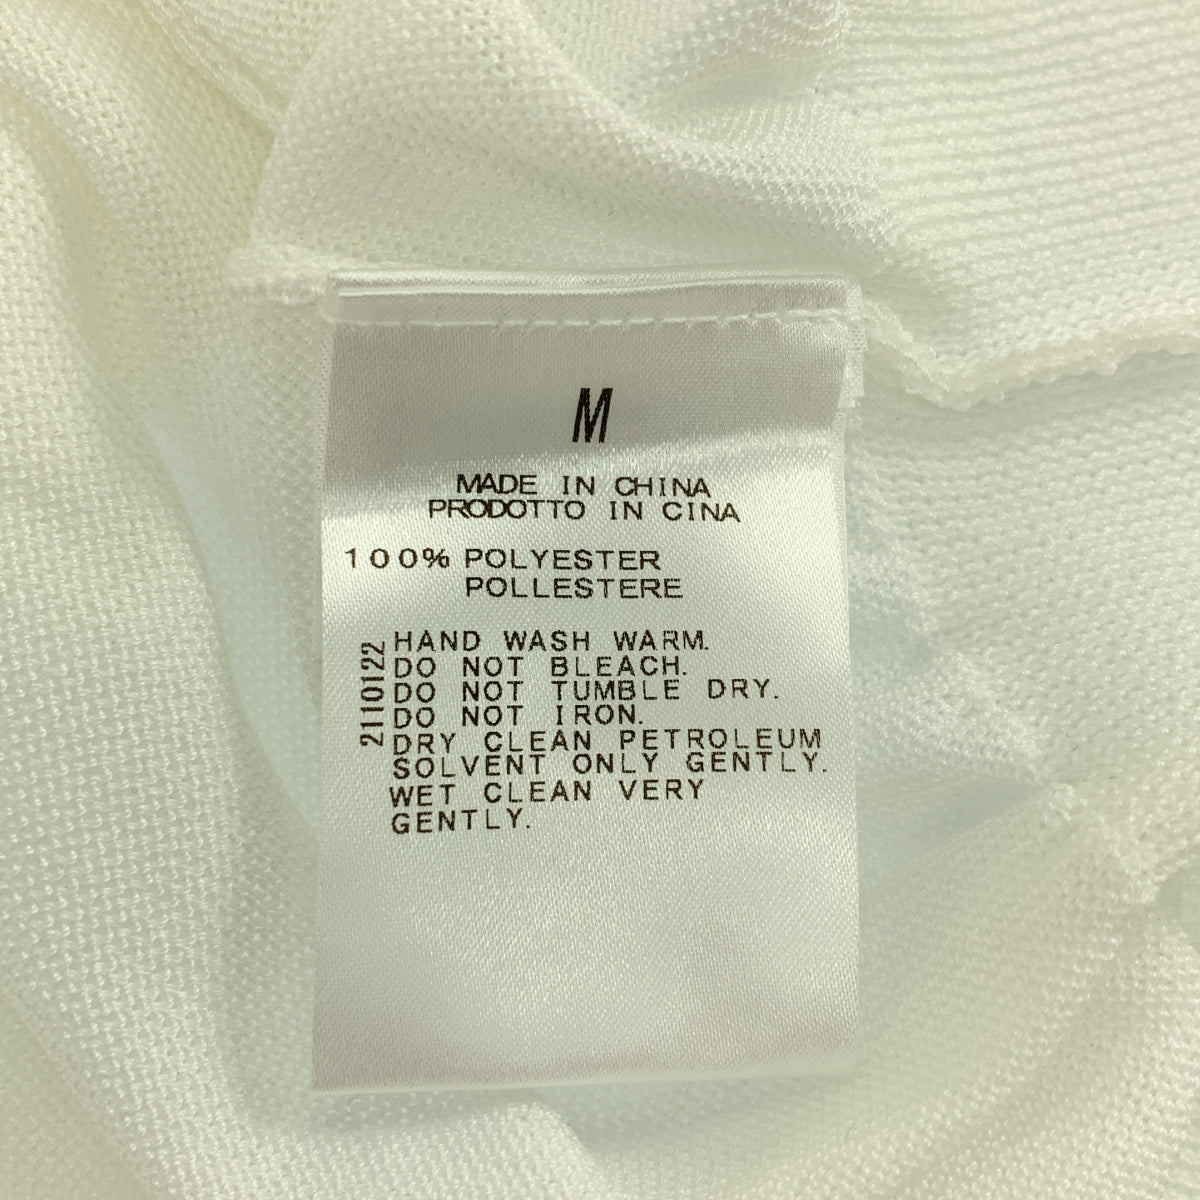 M
MADE IN CHINA
PRODOTTO IN CINA
100% POLYESTER
POLLESTERE
2110122
HAND WASH WARM.
DO NOT BLEACH.
DO NOT TUMBLE DRY.
DO NOT IRON.
DRY CLEAN PETROLEUM
SOLVENT ONLY GENTLY.
WET CLEAN VERY
GENTLY.